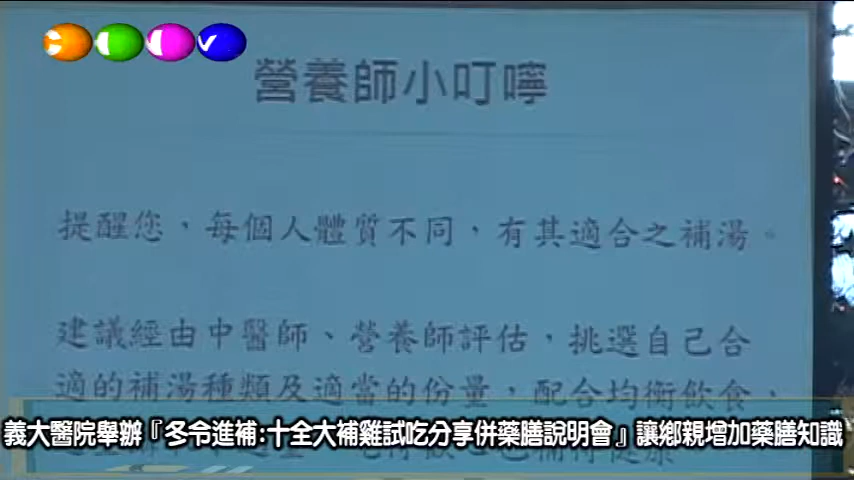 營養師小叮嚀
提醒您，每個人體質不同，有其適合之補湯。
建議經由中醫師、營養師評估，挑選自己合
適的補湯種類及適當的份量，配合均衡飲食、
義大醫院舉辦『冬令進補:十全大補雞試吃分享併藥膳說明會』讓鄉親增加藥膳知識